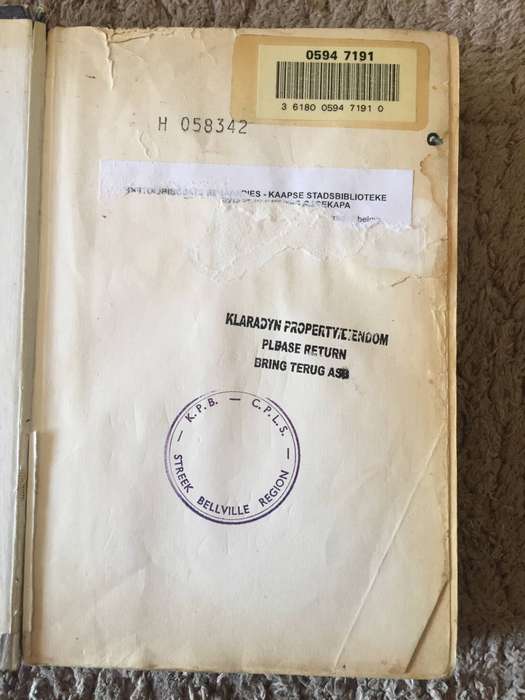 0594 7191
3 6180 0594 7191 0
H 058342
- KAAPSE STADSBIBLIOTEKE
below
KLARADYN PROPERTY/EIENDOM
PLEASE RETURN
BRING TERUG ASB
K.P.B. — C.P.L.S.
STREEK BELLVILLE REGION